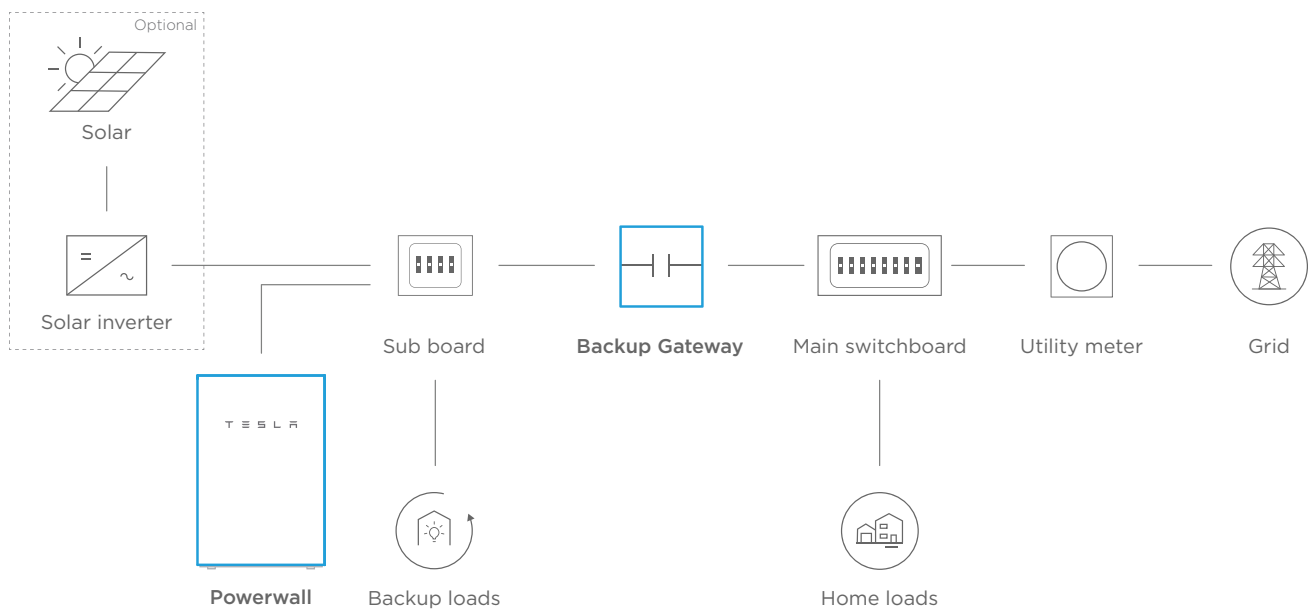 Optional
Solar
Solar inverter
Sub board
Backup Gateway
Main switchboard
Utility meter
Grid
TESLA
Powerwall
Backup loads
Home loads